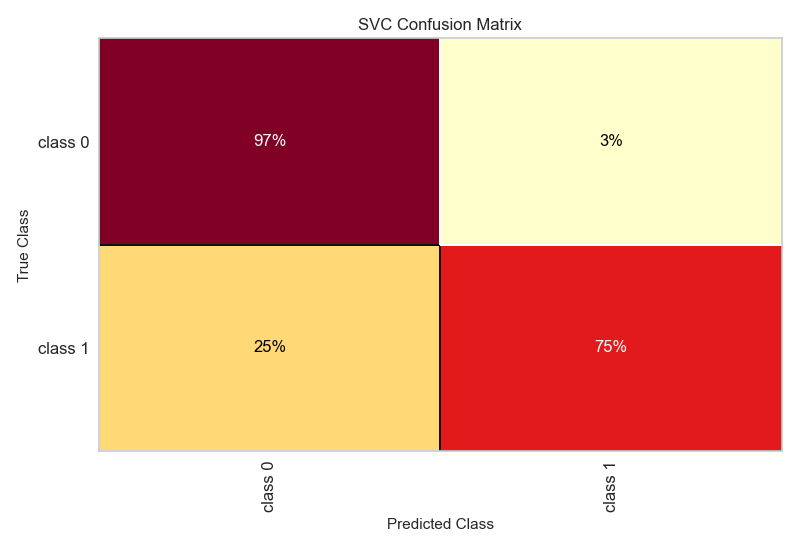 SVC Confusion Matrix
True Class
class 0
97%
3%
class 1
25%
75%
class 0
class 1
Predicted Class